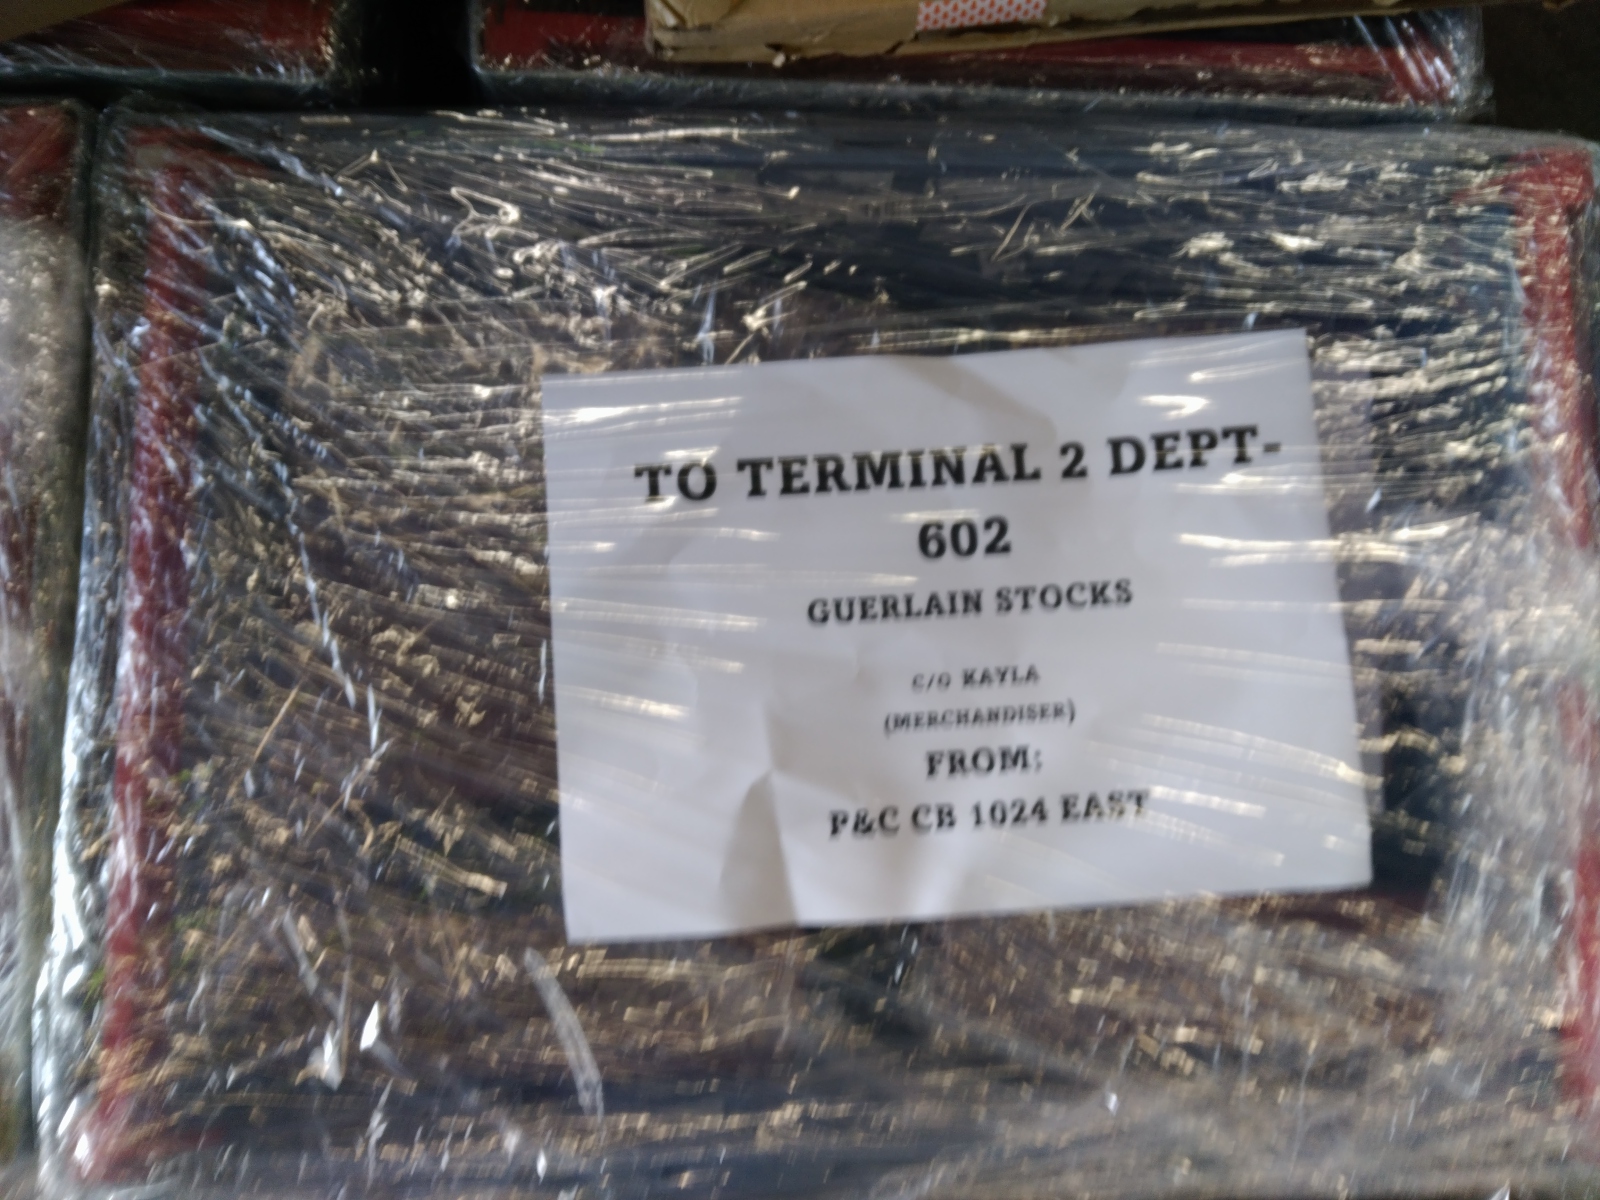 TO TERMINAL 2 DEPT-
602
GUERLAIN STOCKS
C/O KAYLA
(MERCHANDISER)
FROM:
P&C CB 1024 EAST